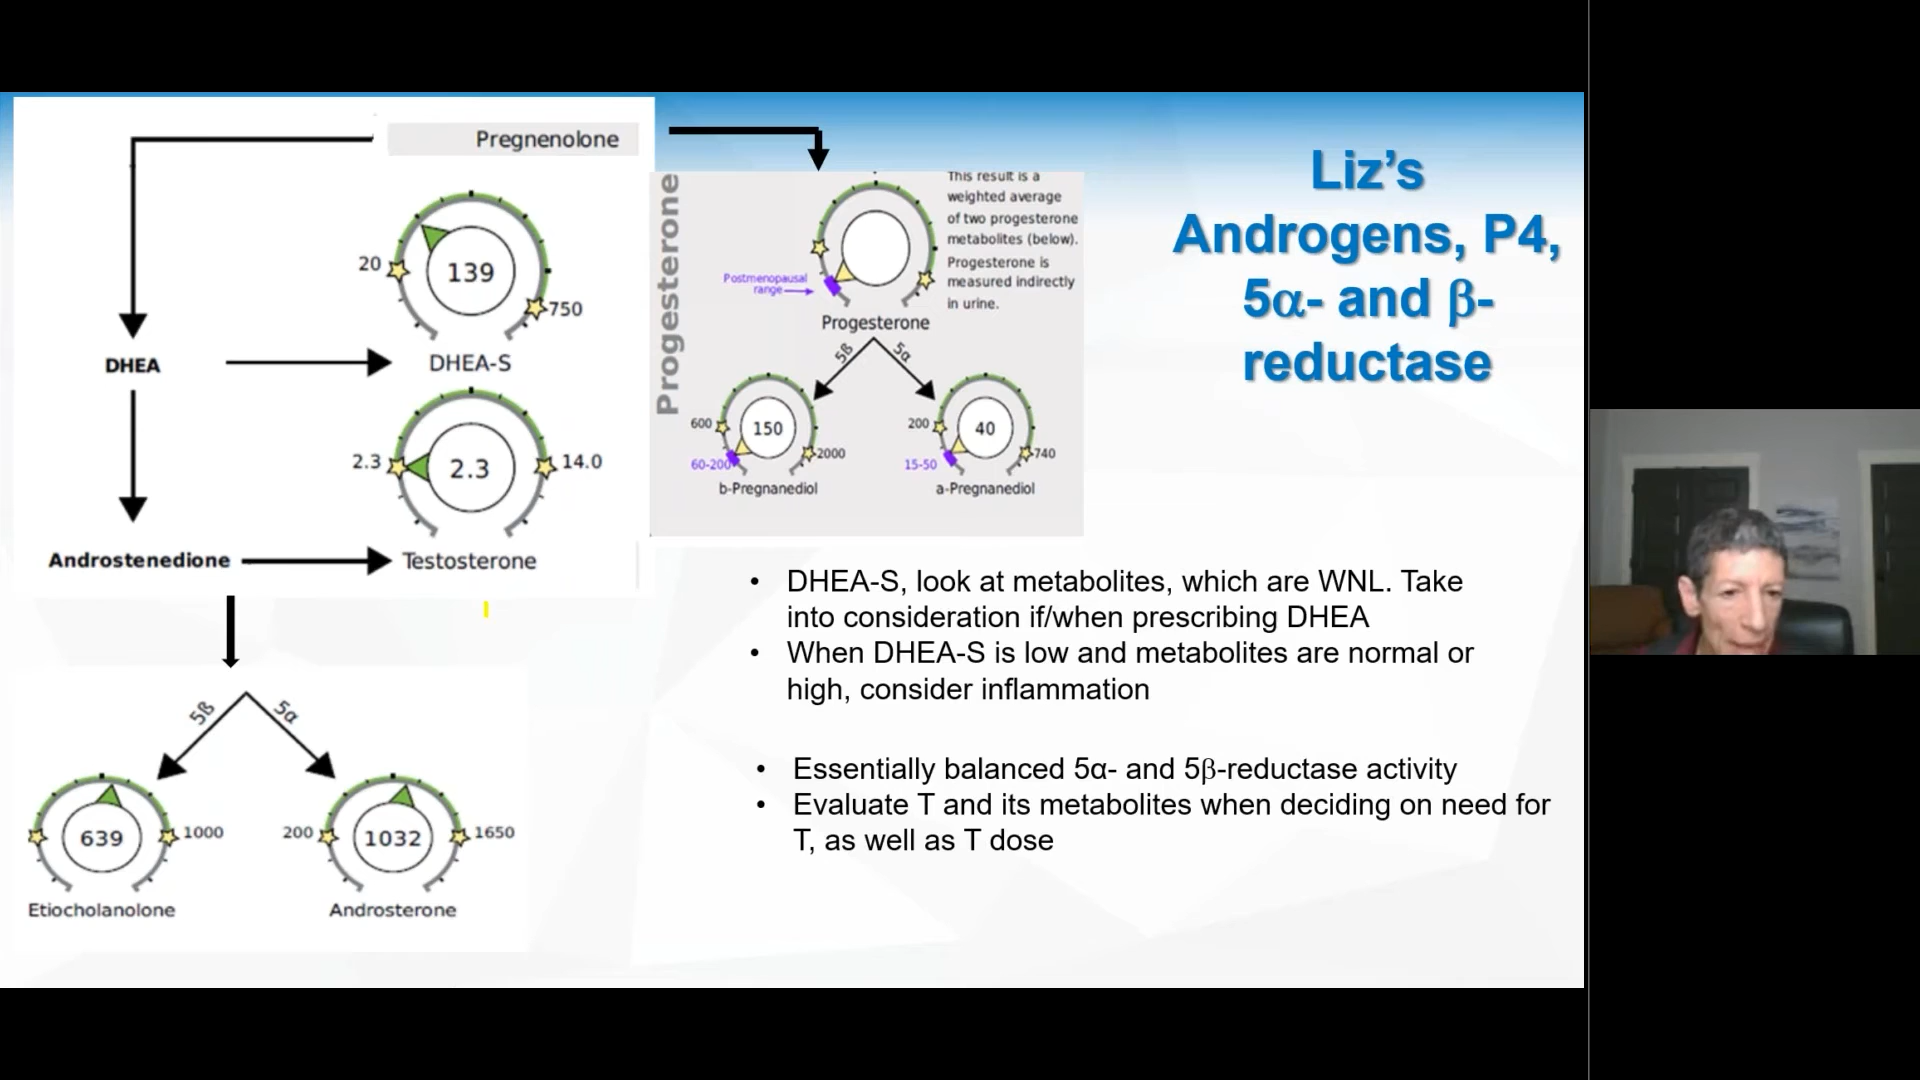 Pregnenolone
20
139
750
DHEA
DHEA-S
2.3
2.3
14.0
Androstenedione
Testosterone
5ß
5α
639
1000
Etiocholanolone
200
1032
1650
Androsterone
Progesterone
This result is a
weighted average
of two progesterone
metabolites (below).
Progesterone is
measured indirectly
in urine.
Postmenopausal
range
Progesterone
5ß
5α
600
150
2000
60-200
b-Pregnanediol
200
40
740
15-50
a-Pregnanediol
Liz’s
Androgens, P4,
5α- and β-
reductase
• DHEA-S, look at metabolites, which are WNL. Take
into consideration if/when prescribing DHEA
• When DHEA-S is low and metabolites are normal or
high, consider inflammation
• Essentially balanced 5α- and 5β-reductase activity
• Evaluate T and its metabolites when deciding on need for
T, as well as T dose